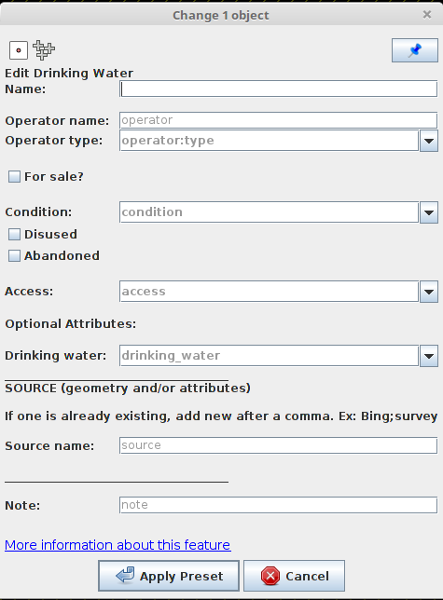 Change 1 object
Edit Drinking Water
Name:
Operator name: operator
Operator type: operator:type
For sale?
Condition: condition
Disused
Abandoned
Access: access
Optional Attributes:
Drinking water: drinking_water
SOURCE (geometry and/or attributes)
If one is already existing, add new after a comma. Ex: Bing;survey
Source name: source
Note: note
More information about this feature
Apply Preset Cancel